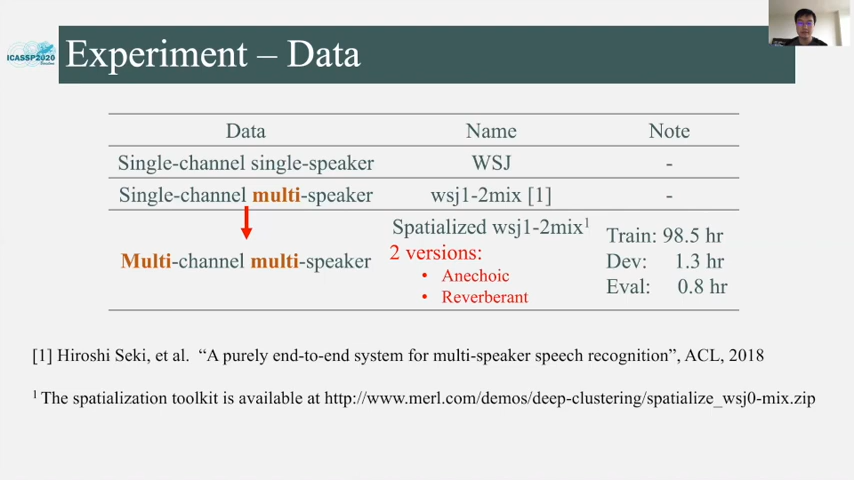 ICASSP2020
Experiment – Data
Data Name Note
Single-channel single-speaker WSJ -
Single-channel multi-speaker wsj1-2mix [1] -
Multi-channel multi-speaker
Spatialized wsj1-2mix¹
2 versions:
• Anechoic
• Reverberant
Train: 98.5 hr
Dev: 1.3 hr
Eval: 0.8 hr
[1] Hiroshi Seki, et al. “A purely end-to-end system for multi-speaker speech recognition”, ACL, 2018
¹ The spatialization toolkit is available at http://www.merl.com/demos/deep-clustering/spatialize_wsj0-mix.zip